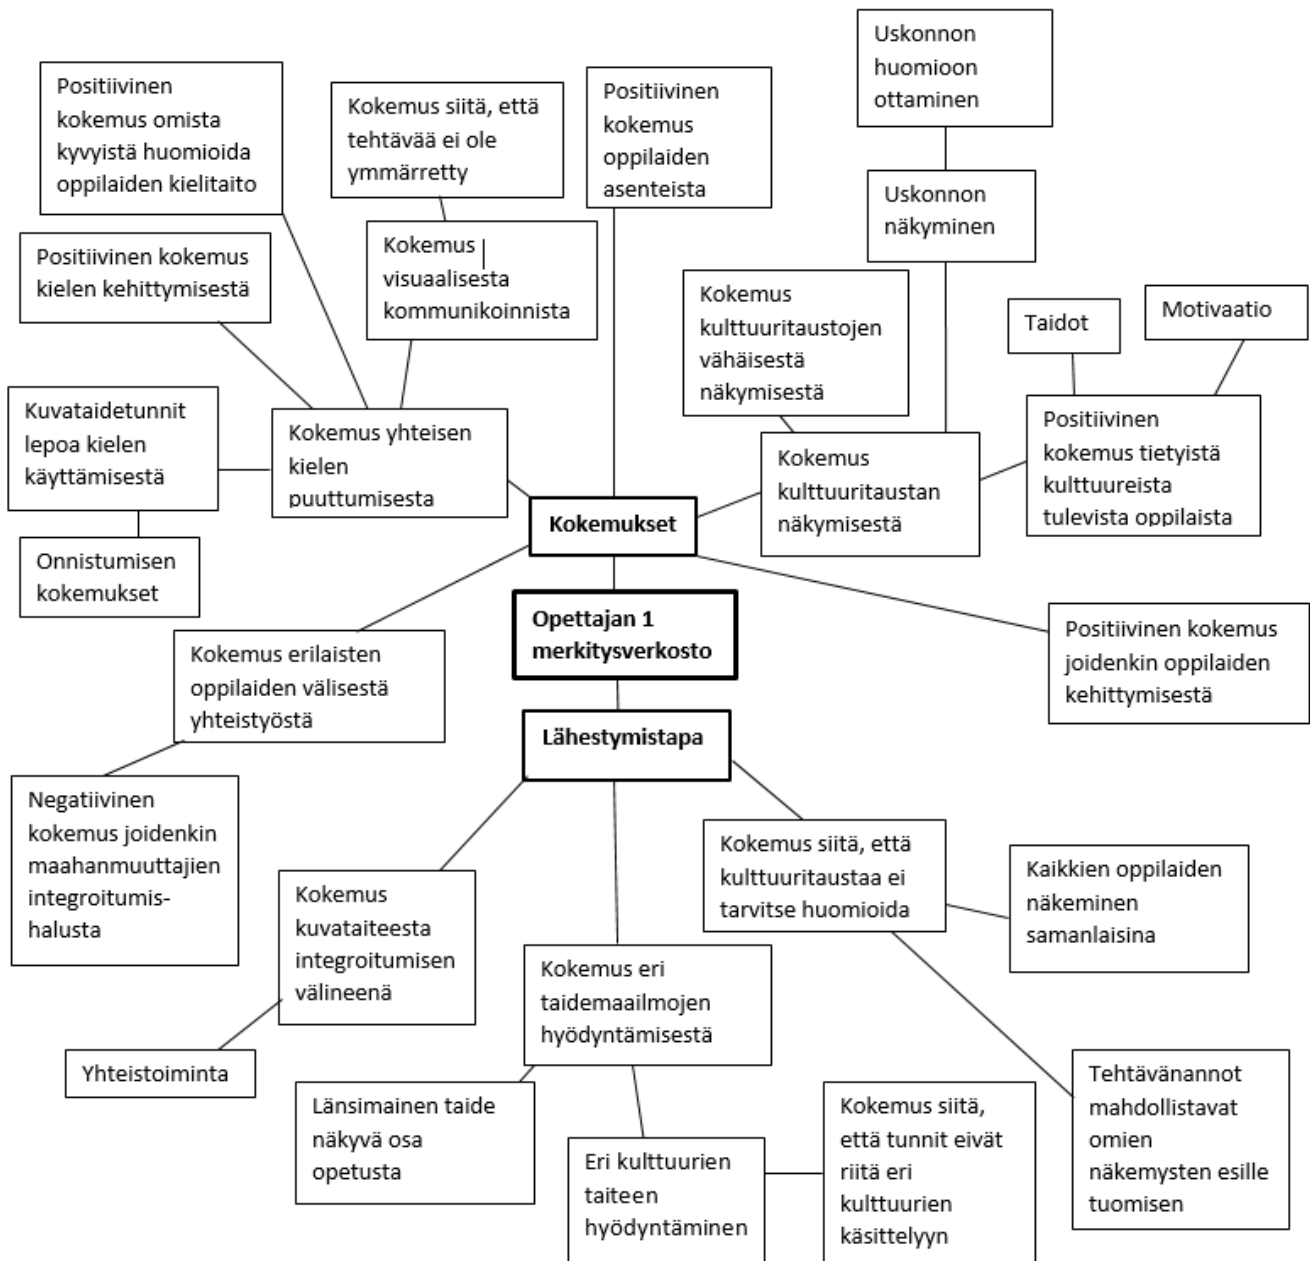 Uskonnon
huomioon
ottaminen
Positiivinen
kokemus omista
kyvyistä huomioida
oppilaiden kielitaito
Kokemus siitä, että
tehtävää ei ole
ymmärretty
Positiivinen
kokemus
oppilaiden
asenteista
Uskonnon
näkyminen
Positiivinen kokemus
kielen kehittymisestä
Kokemus
visuaalisesta
kommunikoinnista
Kokemus
kulttuuritaustojen
vähäisestä
näkymisestä
Taidot
Motivaatio
Kuvataidetunnit
lepoa kielen
käyttämisestä
Kokemus yhteisen
kielen
puuttumisesta
Kokemus
kulttuuritaustan
näkymisestä
Positiivinen
kokemus tietyistä
kulttuureista
tulevista oppilaista
Kokemukset
Onnistumisen
kokemukset
Opettajan 1
merkitysverkosto
Positiivinen kokemus
joidenkin oppilaiden
kehittymisestä
Kokemus erilaisten
oppilaiden välisestä
yhteistyöstä
Lähestymistapa
Negatiivinen
kokemus joidenkin
maahanmuuttajien
integroitumis-
halusta
Kokemus
kuvataiteesta
integroitumisen
välineenä
Kokemus siitä, että
kulttuuritaustaa ei
tarvitse huomioida
Kaikkien oppilaiden
näkeminen
samanlaisina
Kokemus eri
taidemaailmojen
hyödyntämisestä
Yhteistoiminta
Länsimainen taide
näkyvä osa
opetusta
Eri kulttuurien
taiteen
hyödyntäminen
Kokemus siitä,
että tunnit eivät
riitä eri
kulttuurien
käsittelyyn
Tehtävänannot
mahdollistavat
omien
näkemysten esille
tuomisen